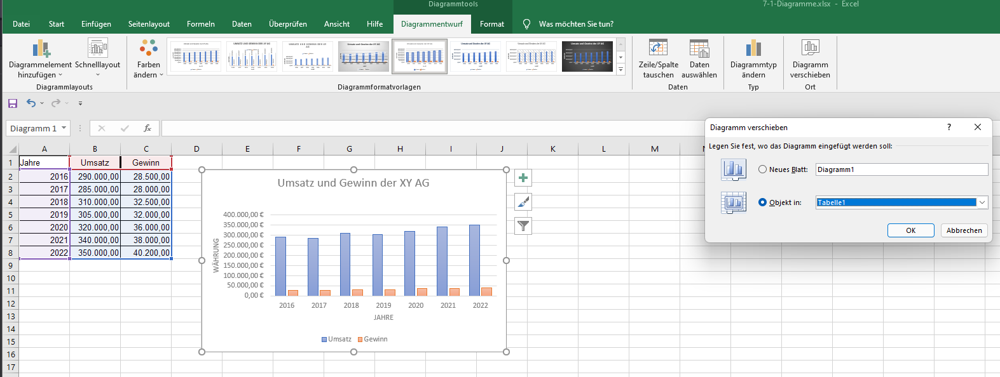 Diagrammtools
7-1-Diagramme.xlsx - Excel
Datei Start Einfügen Seitenlayout Formeln Daten Überprüfen Ansicht Hilfe Diagrammentwurf Format Was möchten Sie tun?
Diagrammelement hinzufügen
Schnelllayout
Diagrammlayouts
Farben ändern
Diagrammformatvorlagen
Zeile/Spalte tauschen
Daten auswählen
Daten
Diagrammtyp ändern
Typ
Diagramm verschieben
Ort
Diagramm 1
fx
A B C D E F G H I J K L M
1 Jahre Umsatz Gewinn
2 2016 290.000,00 28.500,00
3 2017 285.000,00 28.000,00
4 2018 310.000,00 32.500,00
5 2019 305.000,00 32.000,00
6 2020 320.000,00 36.000,00
7 2021 340.000,00 38.000,00
8 2022 350.000,00 40.200,00
9
10
11
12
13
14
15
16
17
Umsatz und Gewinn der XY AG
WÄHRUNG
400.000,00 €
350.000,00 €
300.000,00 €
250.000,00 €
200.000,00 €
150.000,00 €
100.000,00 €
50.000,00 €
0,00 €
2016 2017 2018 2019 2020 2021 2022
JAHRE
Umsatz Gewinn
Diagramm verschieben ?
Legen Sie fest, wo das Diagramm eingefügt werden soll:
Neues Blatt: Diagramm1
Objekt in: Tabelle1
OK Abbrechen